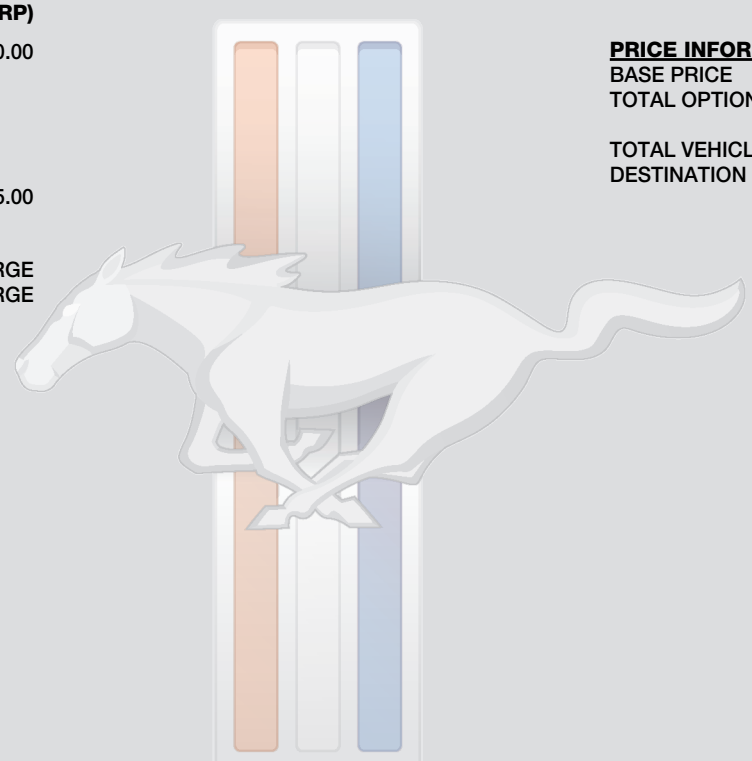 RP)
0.00
5.00
RGE
RGE
PRICE INFOR
BASE PRICE
TOTAL OPTION
TOTAL VEHICL
DESTINATION